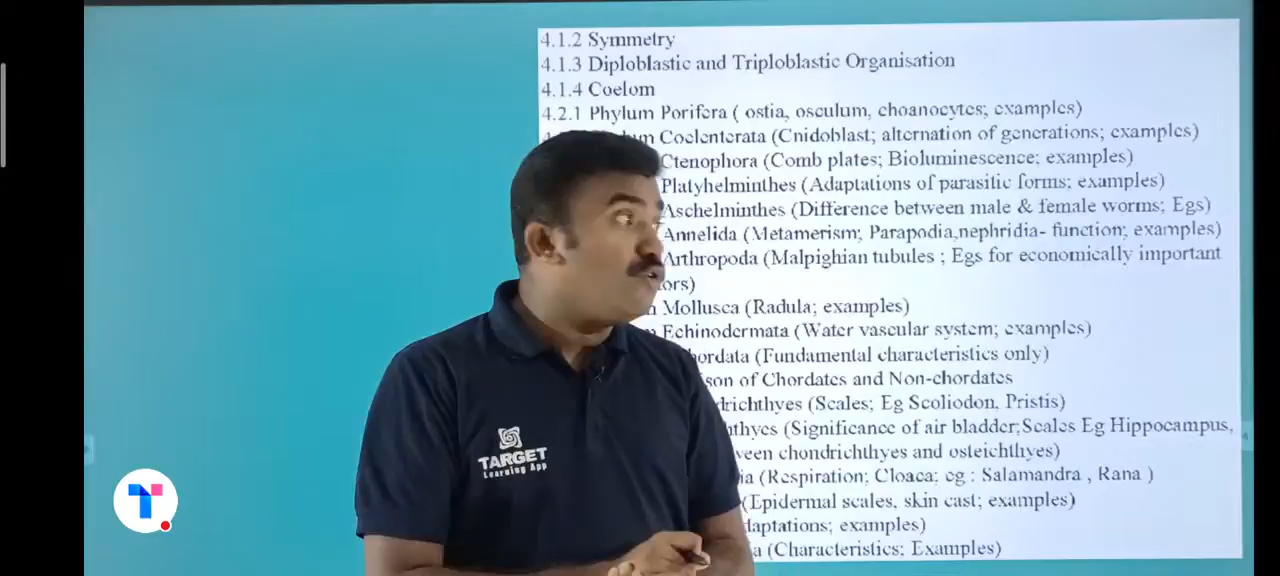 4.1.2 Symmetry
4.1.3 Diploblastic and Triploblastic Organisation
4.1.4 Coelom
4.2.1 Phylum Porifera ( ostia, osculum, choanocytes; examples)
Coelenterata (Cnidoblast; alternation of generations; examples)
Ctenophora (Comb plates; Bioluminescence; examples)
Platyhelminthes (Adaptations of parasitic forms; examples)
Aschelminthes (Difference between male & female worms; Egs)
Annelida (Metamerism; Parapodia,nephridia- function; examples)
Arthropoda (Malpighian tubules ; Egs for economically important
ors)
Mollusca (Radula; examples)
Echinodermata (Water vascular system; examples)
hordata (Fundamental characteristics only)
son of Chordates and Non-chordates
drichthyes (Scales; Eg Scoliodon, Pristis)
hthyes (Significance of air bladder;Scales Eg Hippocampus,
ween chondrichthyes and osteichthyes)
ia (Respiration; Cloaca; eg : Salamandra , Rana )
(Epidermal scales, skin cast; examples)
daptations; examples)
a (Characteristics; Examples)
TARGET
Learning App